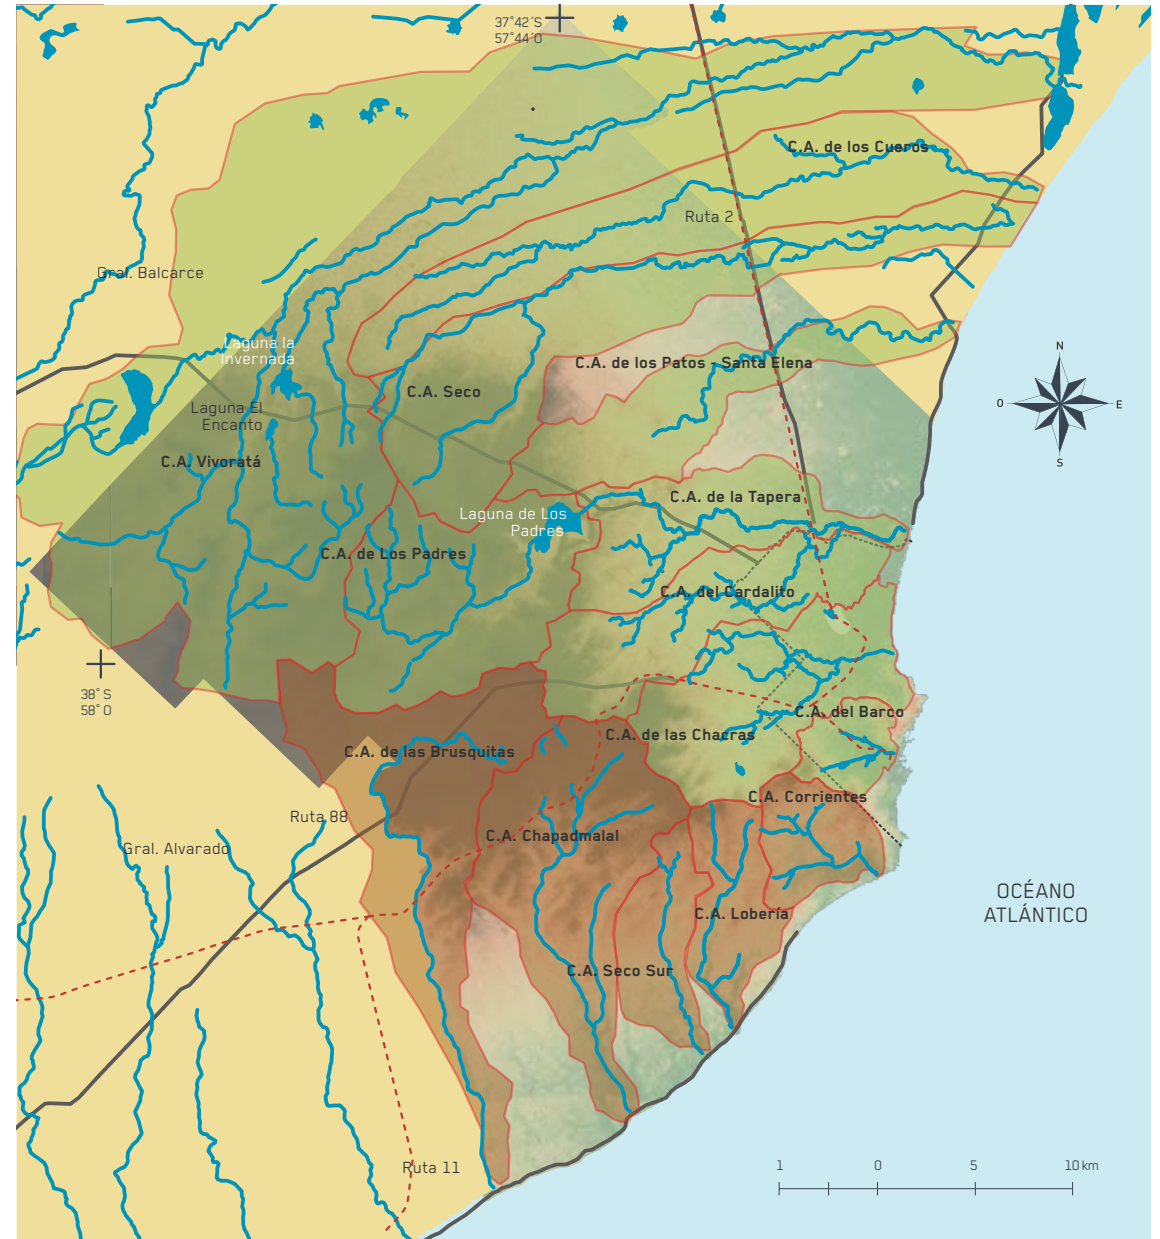 37°42´S
57°44´O
C.A. de los Cueros
Ruta 2
Gral. Balcarce
Laguna la
Invernada
N
C.A. de los Patos - Santa Elena
C.A. Seco
O
E
Laguna El
Encanto
C.A. Vivoratá
S
C.A. de la Tapera
Laguna de Los
Padres
C.A. de Los Padres
C.A. del Cardalito
38° S
58° O
C.A. del Barco
C.A. de las Chacras
C.A. de las Brusquitas
C.A. Corrientes
Ruta 88
C.A. Chapadmalal
Gral. Alvarado
OCÉANO
ATLÁNTICO
C.A. Lobería
C.A. Seco Sur
Ruta 11
1 0 5 10 km